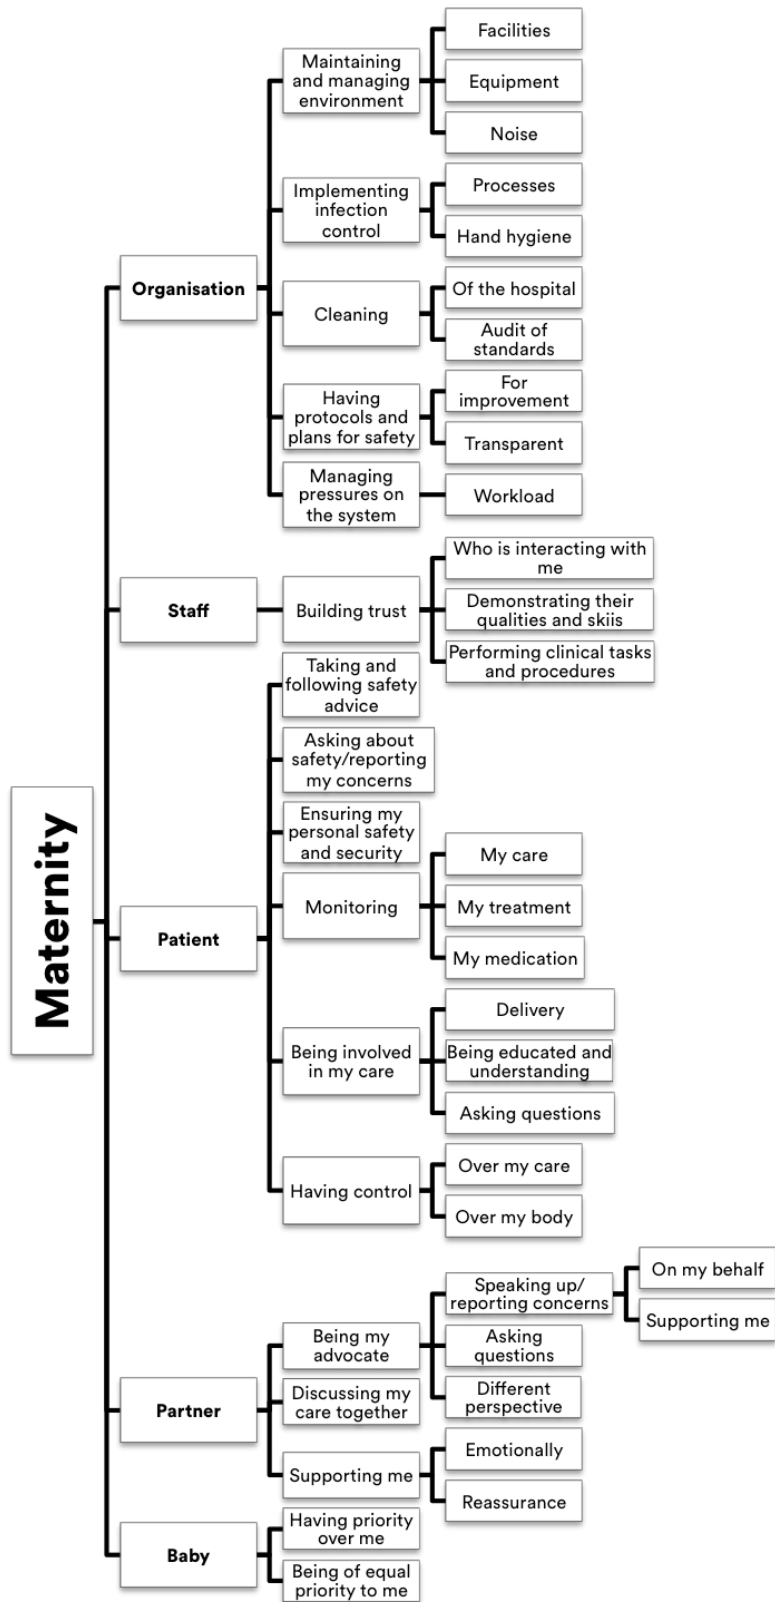 Maternity
Organisation
Maintaining
and managing
environment
Facilities
Equipment
Noise
Implementing
infection
control
Processes
Hand hygiene
Cleaning
Of the hospital
Audit of
standards
Having
protocols and
plans for safety
For
improvement
Transparent
Managing
pressures on
the system
Workload
Staff
Building trust
Who is interacting with
me
Demonstrating their
qualities and skiis
Performing clinical tasks
and procedures
Patient
Taking and
following safety
advice
Asking about
safety/reporting
my concerns
Ensuring my
personal safety
and security
Monitoring
My care
My treatment
My medication
Being involved
in my care
Delivery
Being educated and
understanding
Asking questions
Having control
Over my care
Over my body
Partner
Being my
advocate
Speaking up/
reporting concerns
On my behalf
Supporting me
Asking
questions
Different
perspective
Discussing my
care together
Supporting me
Emotionally
Reassurance
Baby
Having priority
over me
Being of equal
priority to me